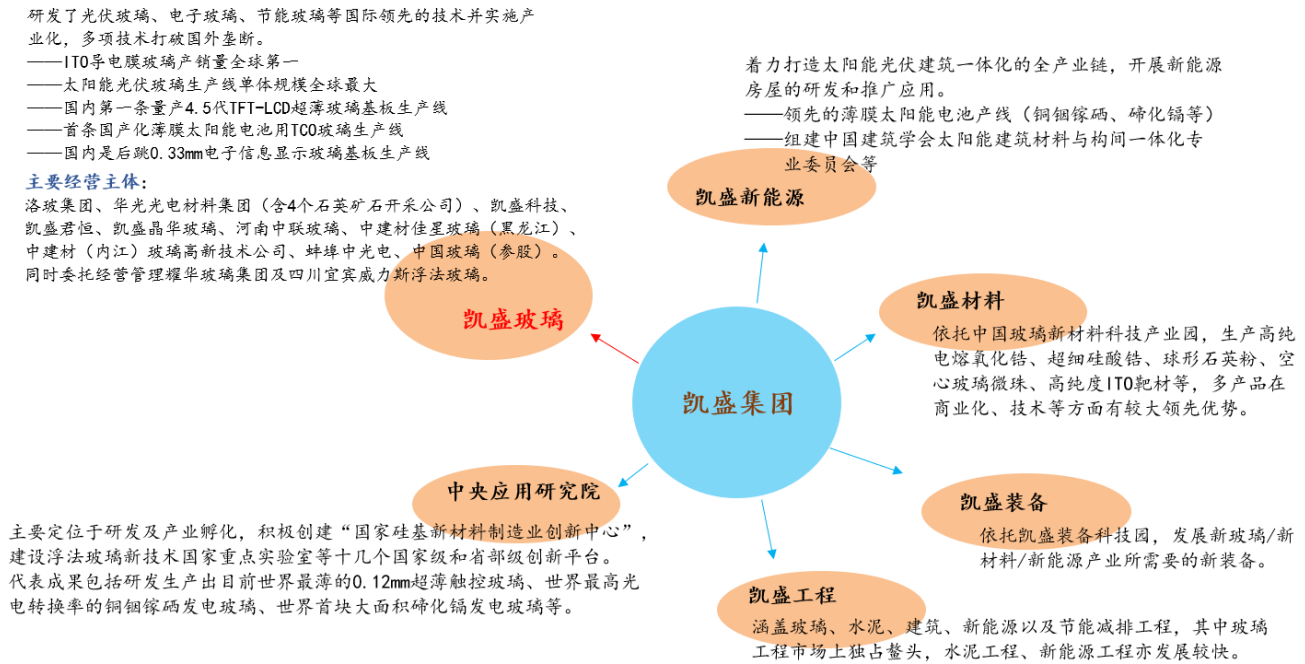 研发了光伏玻璃、电子玻璃、节能玻璃等国际领先的技术并实施产
业化，多项技术打破国外垄断。
——ITO导电膜玻璃产销量全球第一
——太阳能光伏玻璃生产线单体规模全球最大
——国内第一条量产4.5代TFT-LCD超薄玻璃基板生产线
——首条国产化薄膜太阳能电池用TCO玻璃生产线
——国内是后跳0.33mm电子信息显示玻璃基板生产线
主要经营主体：
洛玻集团、华光光电材料集团（含4个石英矿石开采公司）、凯盛科技、
凯盛君恒、凯盛晶华玻璃、河南中联玻璃、中建材佳星玻璃（黑龙江）、
中建材（内江）玻璃高新技术公司、蚌埠中光电、中国玻璃（参股）。
同时委托经营管理耀华玻璃集团及四川宜宾威力斯浮法玻璃。
凯盛玻璃
着力打造太阳能光伏建筑一体化的全产业链，开展新能源
房屋的研发和推广应用。
——领先的薄膜太阳能电池产线（铜铟镓硒、碲化镉等）
——组建中国建筑学会太阳能建筑材料与构间一体化专
业委员会等
凯盛新能源
凯盛材料
依托中国玻璃新材料科技产业园，生产高纯
电熔氧化锆、超细硅酸锆、球形石英粉、空
心玻璃微珠、高纯度ITO靶材等，多产品在
商业化、技术等方面有较大领先优势。
凯盛集团
中央应用研究院
主要定位于研发及产业孵化，积极创建“国家硅基新材料制造业创新中心”，
建设浮法玻璃新技术国家重点实验室等十几个国家级和省部级创新平台。
代表成果包括研发生产出目前世界最薄的0.12mm超薄触控玻璃、世界最高光
电转换率的铜铟镓硒发电玻璃、世界首块大面积碲化镉发电玻璃等。
凯盛装备
依托凯盛装备科技园，发展新玻璃/新
材料/新能源产业所需要的新装备。
凯盛工程
涵盖玻璃、水泥、建筑、新能源以及节能减排工程，其中玻璃
工程市场上独占鳌头，水泥工程、新能源工程亦发展较快。